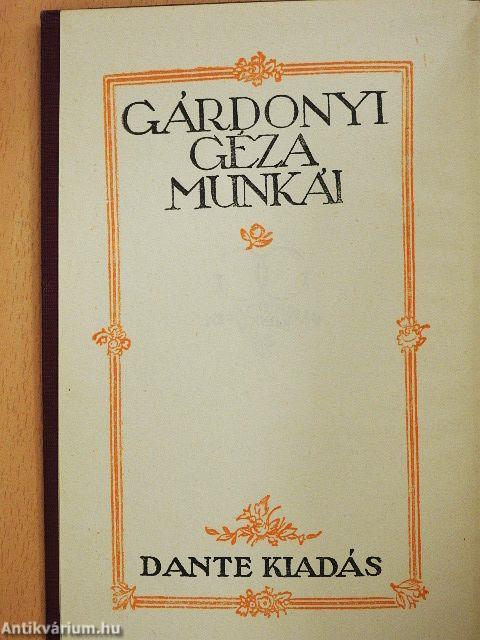 GÁRDONYI
GÉZA
MUNKÁI
DANTE KIADÁS
Antikvárium.hu